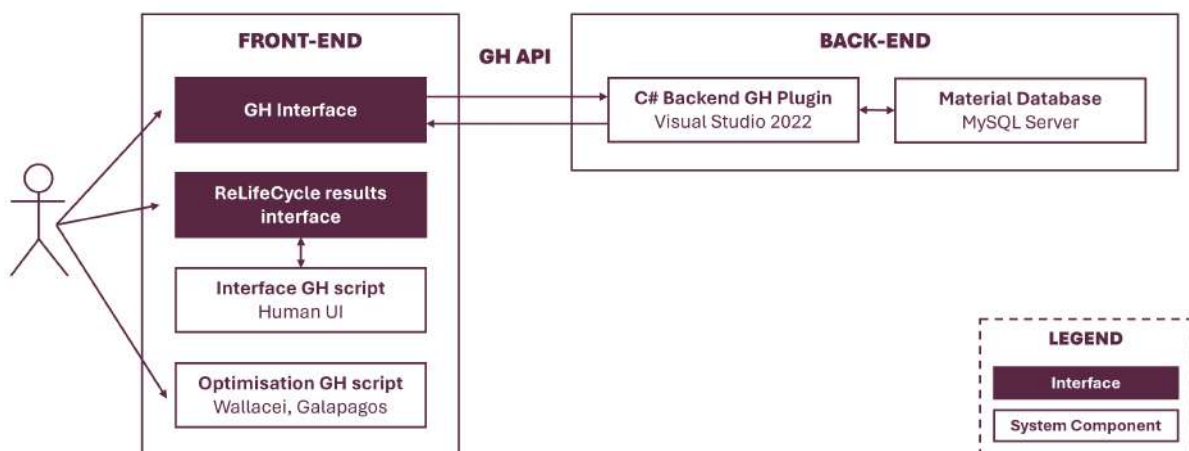 FRONT-END
GH API
BACK-END
GH Interface
C# Backend GH Plugin
Visual Studio 2022
Material Database
MySQL Server
ReLifeCycle results
interface
Interface GH script
Human UI
Optimisation GH script
Wallacei, Galapagos
LEGEND
Interface
System Component